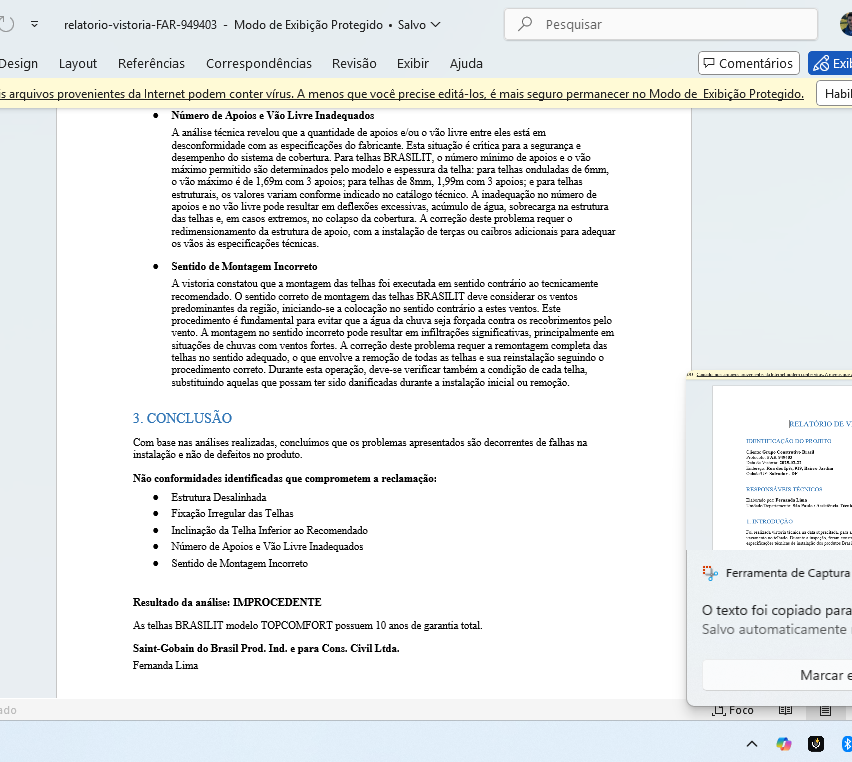 relatorio-vistoria-FAR-949403 - Modo de Exibição Protegido • Salvo
Pesquisar
Design Layout Referências Correspondências Revisão Exibir Ajuda
Comentários
Exib
s arquivos provenientes da Internet podem conter vírus. A menos que você precise editá-los, é mais seguro permanecer no Modo de Exibição Protegido.
Habil
• Número de Apoios e Vão Livre Inadequados
A análise técnica revelou que a quantidade de apoios e/ou o vão livre entre eles está em
desconformidade com as especificações do fabricante. Esta situação é crítica para a segurança e
desempenho do sistema de cobertura. Para telhas BRASILIT, o número mínimo de apoios e o vão
máximo permitido são determinados pelo modelo e espessura da telha: para telhas onduladas de 6mm,
o vão máximo é de 1,69m com 3 apoios; para telhas de 8mm, 1,99m com 3 apoios; e para telhas
estruturais, os valores variam conforme indicado no catálogo técnico. A inadequação no número de
apoios e no vão livre pode resultar em deflexões excessivas, acúmulo de água, sobrecarga na estrutura
das telhas e, em casos extremos, no colapso da cobertura. A correção deste problema requer o
redimensionamento da estrutura de apoio, com a instalação de terças ou caibros adicionais para adequar
os vãos às especificações técnicas.
• Sentido de Montagem Incorreto
A vistoria constatou que a montagem das telhas foi executada em sentido contrário ao tecnicamente
recomendado. O sentido correto de montagem das telhas BRASILIT deve considerar os ventos
predominantes da região, iniciando-se a colocação no sentido contrário a estes ventos. Este
procedimento é fundamental para evitar que a água da chuva seja forçada contra os recobrimentos pelo
vento. A montagem no sentido incorreto pode resultar em infiltrações significativas, principalmente em
situações de chuvas com ventos fortes. A correção deste problema requer a remontagem completa das
telhas no sentido adequado, o que envolve a remoção de todas as telhas e sua reinstalação seguindo o
procedimento correto. Durante esta operação, deve-se verificar também a condição de cada telha,
substituindo aquelas que possam ter sido danificadas durante a instalação inicial ou remoção.
3. CONCLUSÃO
Com base nas análises realizadas, concluímos que os problemas apresentados são decorrentes de falhas na
instalação e não de defeitos no produto.
Não conformidades identificadas que comprometem a reclamação:
• Estrutura Desalinhada
• Fixação Irregular das Telhas
• Inclinação da Telha Inferior ao Recomendado
• Número de Apoios e Vão Livre Inadequados
• Sentido de Montagem Incorreto
Resultado da análise: IMPROCEDENTE
As telhas BRASILIT modelo TOPCOMFORT possuem 10 anos de garantia total.
Saint-Gobain do Brasil Prod. Ind. e para Cons. Civil Ltda.
Fernanda Lima
RELATÓRIO DE V
IDENTIFICAÇÃO DO PROJETO
RESPONSÁVEIS TÉCNICOS
Elaborado por: Fernanda Lima
1. INTRODUÇÃO
Ferramenta de Captura
O texto foi copiado para
Salvo automaticamente
Marcar e
ado
Foco